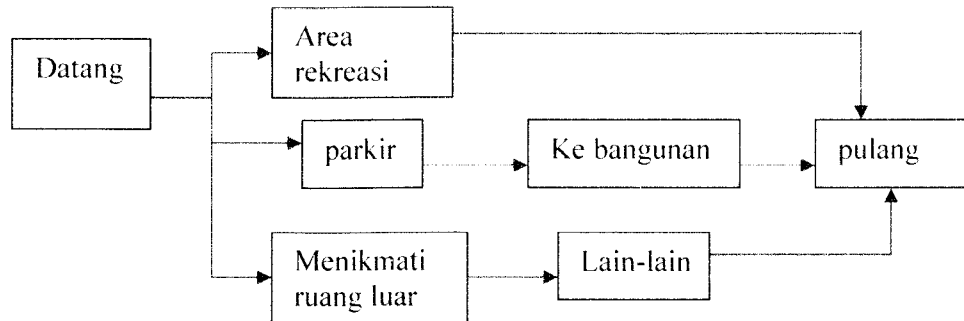 Datang
Area
rekreasi
parkir
Ke bangunan
pulang
Menikmati
ruang luar
Lain-lain